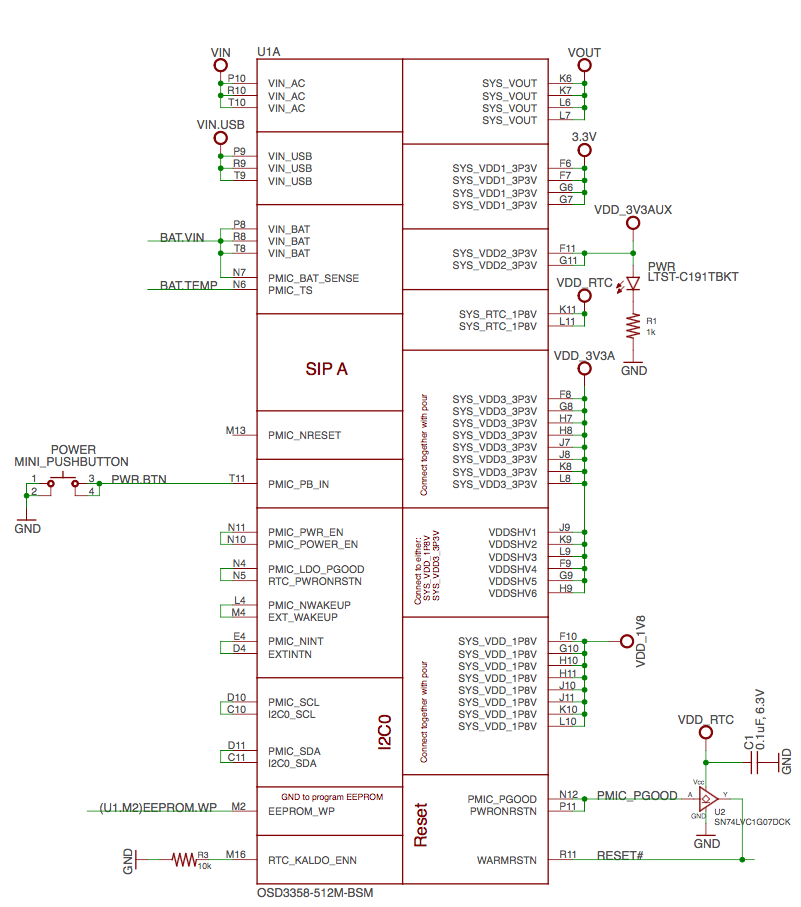 VIN
U1A
VOUT
P10 VIN_AC SYS_VOUT K6
R10 VIN_AC SYS_VOUT K7
T10 VIN_AC SYS_VOUT L6
SYS_VOUT L7
VIN.USB
3.3V
P9 VIN_USB
R9 VIN_USB SYS_VDD1_3P3V F6
T9 VIN_USB SYS_VDD1_3P3V F7
SYS_VDD1_3P3V G6
SYS_VDD1_3P3V G7
VDD_3V3AUX
P8 VIN_BAT
BAT.VIN R8 VIN_BAT
T8 VIN_BAT SYS_VDD2_3P3V F11
SYS_VDD2_3P3V G11
PWR
LTST-C191TBKT
N7 PMIC_BAT_SENSE
BAT.TEMP N6 PMIC_TS
VDD_RTC
SYS_RTC_1P8V K11
SYS_RTC_1P8V L11
R1
1k
GND
SIP A
VDD_3V3A
Connect together with pour
SYS_VDD3_3P3V F8
SYS_VDD3_3P3V G8
SYS_VDD3_3P3V H7
SYS_VDD3_3P3V H8
SYS_VDD3_3P3V J7
SYS_VDD3_3P3V J8
SYS_VDD3_3P3V K8
SYS_VDD3_3P3V L8
M13 PMIC_NRESET
POWER
MINI_PUSHBUTTON
1 3 PWR.BTN T11 PMIC_PB_IN
2 4
GND
N11 PMIC_PWR_EN
N10 PMIC_POWER_EN
N4 PMIC_LDO_PGOOD
N5 RTC_PWRONRSTN
L4 PMIC_NWAKEUP
M4 EXT_WAKEUP
E4 PMIC_NINT
D4 EXTINTN
Connect to either:
SYS_VDD_1P8V
SYS_VDD3_3P3V
VDDSHV1 J9
VDDSHV2 K9
VDDSHV3 L9
VDDSHV4 F9
VDDSHV5 G9
VDDSHV6 H9
VDD_1V8
Connect together with pour
SYS_VDD_1P8V F10
SYS_VDD_1P8V G10
SYS_VDD_1P8V H10
SYS_VDD_1P8V H11
SYS_VDD_1P8V J10
SYS_VDD_1P8V J11
SYS_VDD_1P8V K10
SYS_VDD_1P8V L10
D10 PMIC_SCL
C10 I2C0_SCL
I2C0
D11 PMIC_SDA
C11 I2C0_SDA
VDD_RTC
C1
0.1uF, 6.3V
GND
GND to program EEPROM
(U1.M2)EEPROM.WP M2 EEPROM_WP
Reset
PMIC_PGOOD N12 PMIC_PGOOD
PWRONRSTN P11
Vcc
A Y
GND
U2
SN74LVC1G07DCK
GND
GND
R3
10k
M16 RTC_KALDO_ENN WARMRSTN R11 RESET#
OSD3358-512M-BSM